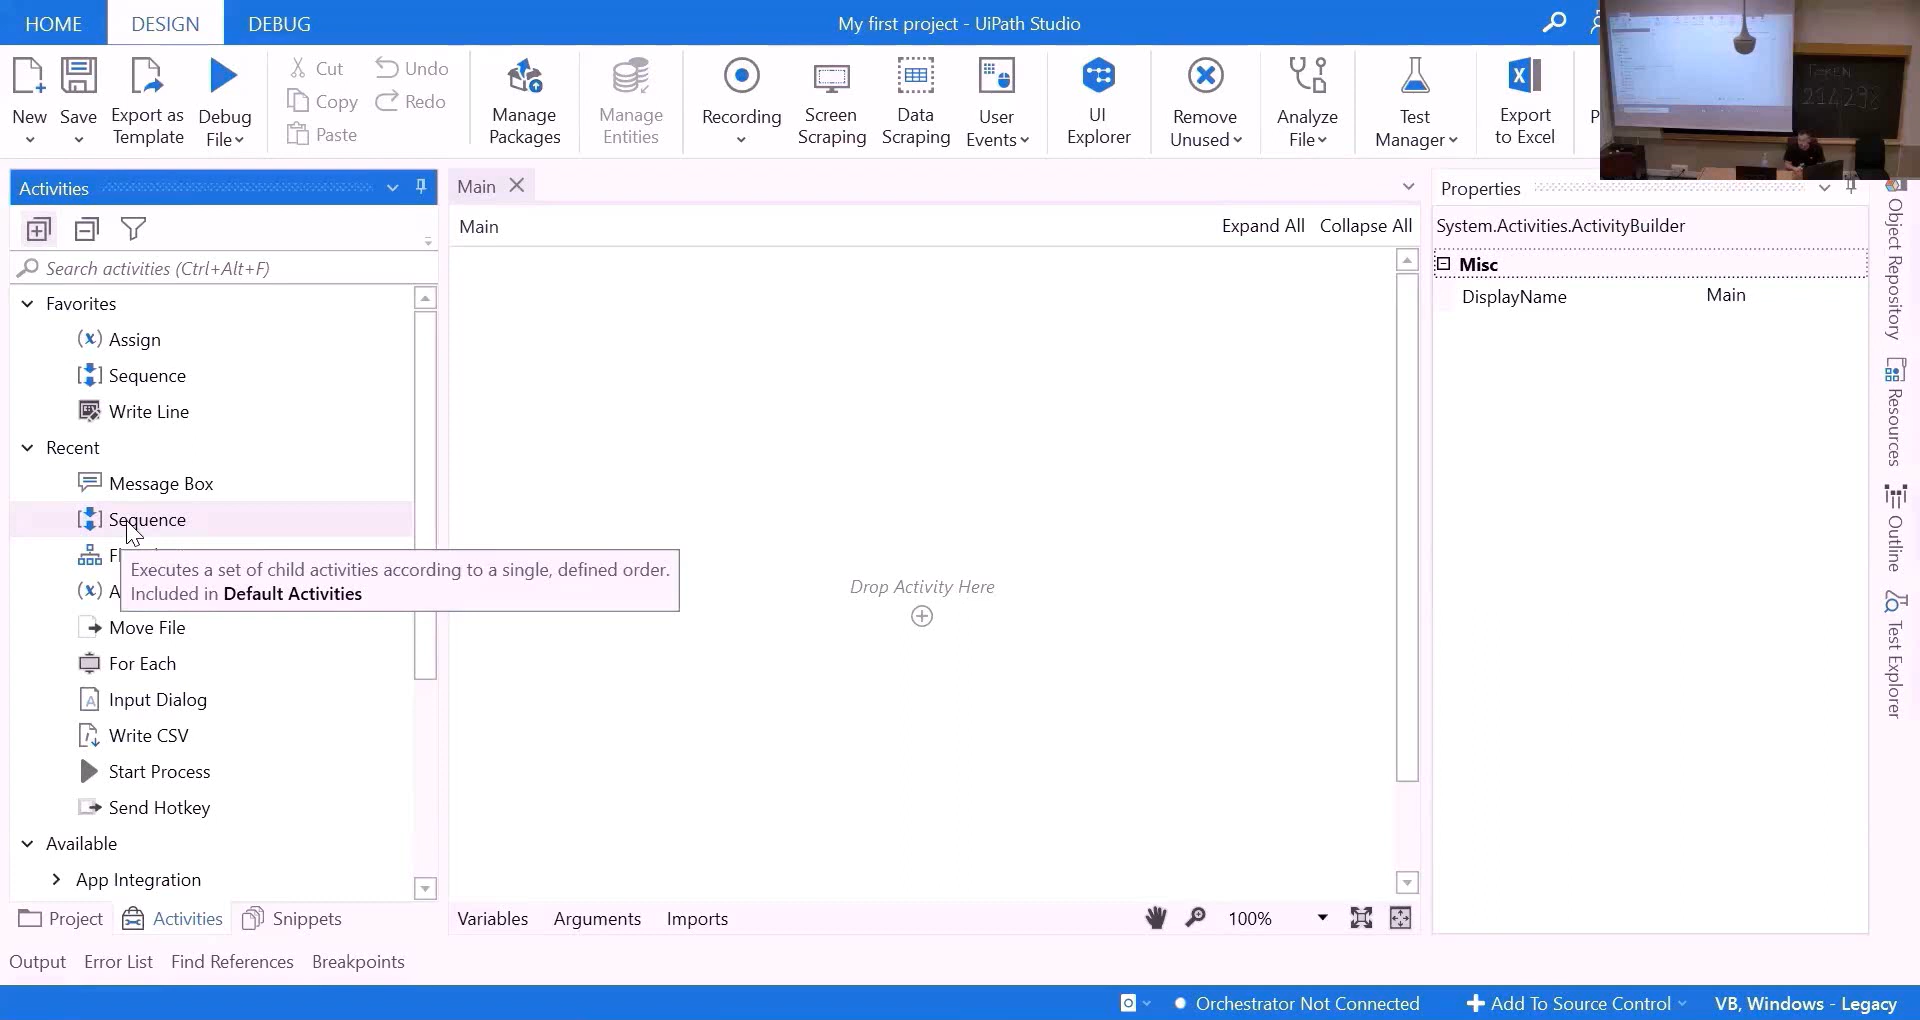 HOME DESIGN DEBUG My first project - UiPath Studio
New Save Export as Template Debug File Cut Copy Paste Undo Redo Manage Packages Manage Entities Recording Screen Scraping Data Scraping User Events UI Explorer Remove Unused Analyze File Test Manager Export to Excel P
TOKEN
214298
Activities
Search activities (Ctrl+Alt+F)
Favorites
Assign
Sequence
Write Line
Recent
Message Box
Sequence
Fl
Executes a set of child activities according to a single, defined order.
Included in Default Activities
A
Move File
For Each
Input Dialog
Write CSV
Start Process
Send Hotkey
Available
App Integration
Project Activities Snippets
Main
Main Expand All Collapse All
Drop Activity Here
Variables Arguments Imports 100%
Properties
System.Activities.ActivityBuilder
Misc
DisplayName Main
Object Repository
Resources
Outline
Test Explorer
Output Error List Find References Breakpoints
Orchestrator Not Connected Add To Source Control VB, Windows - Legacy